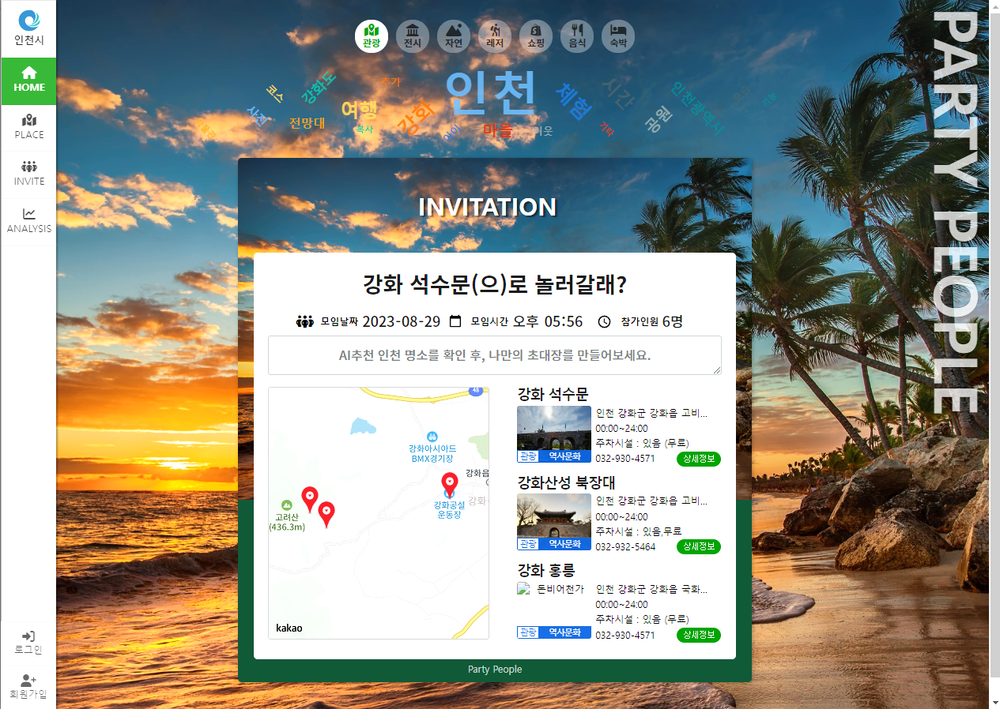 인천시
HOME
PLACE
INVITE
ANALYSIS
로그인
회원가입
관광 전시 자연 레저 쇼핑 음식 숙박
코스
강화도
추가
인천
체험
시간
인천광역시
가능
사진
전망대
여행
복사
강화
마을
이웃
기타
공원
PARTY PEOPLE
INVITATION
강화 석수문(으)로 놀러갈래?
모임날짜 2023-08-29 모임시간 오후 05:56 참가인원 6명
AI추천 인천 명소를 확인 후, 나만의 초대장를 만들어보세요.
48
강화아시아드
BMX경기장
강화읍
강화공설
운동장
고려산
(436.3m)
kakao
강화 석수문
인천 강화군 강화읍 고비...
00:00~24:00
주차시설 : 있음 (무료)
관광 역사문화
032-930-4571 상세정보
강화산성 북장대
인천 강화군 강화읍 고비...
00:00~24:00
주차시설 : 있음,무료
관광 역사문화
032-932-5464 상세정보
강화 홍릉
돈비어천가
인천 강화군 강화읍 국화...
00:00~24:00
주차시설 : 있음 (무료)
관광 역사문화
032-930-4571 상세정보
Party People